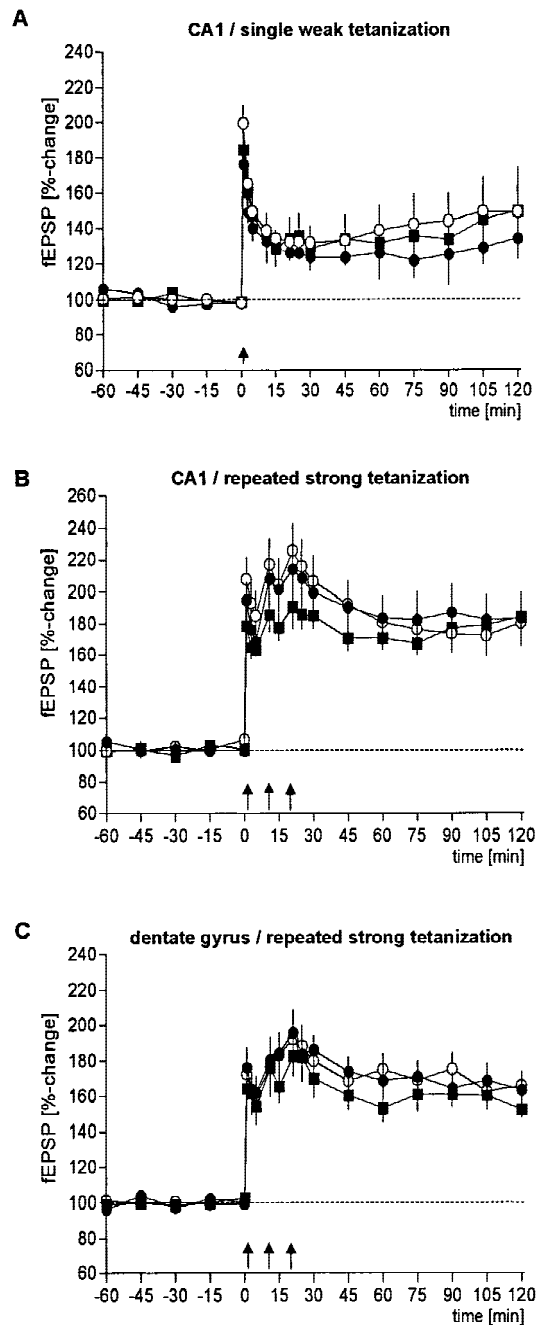 A
CA1 / single weak tetanization
fEPSP [%-change]
240
220
200
180
160
140
120
100
80
60
-60 -45 -30 -15 0 15 30 45 60 75 90 105 120
time [min]
B
CA1 / repeated strong tetanization
fEPSP [%-change]
260
240
220
200
180
160
140
120
100
80
60
-60 -45 -30 -15 0 15 30 45 60 75 90 105 120
time [min]
C
dentate gyrus / repeated strong tetanization
fEPSP [%-change]
240
220
200
180
160
140
120
100
80
60
-60 -45 -30 -15 0 15 30 45 60 75 90 105 120
time [min]